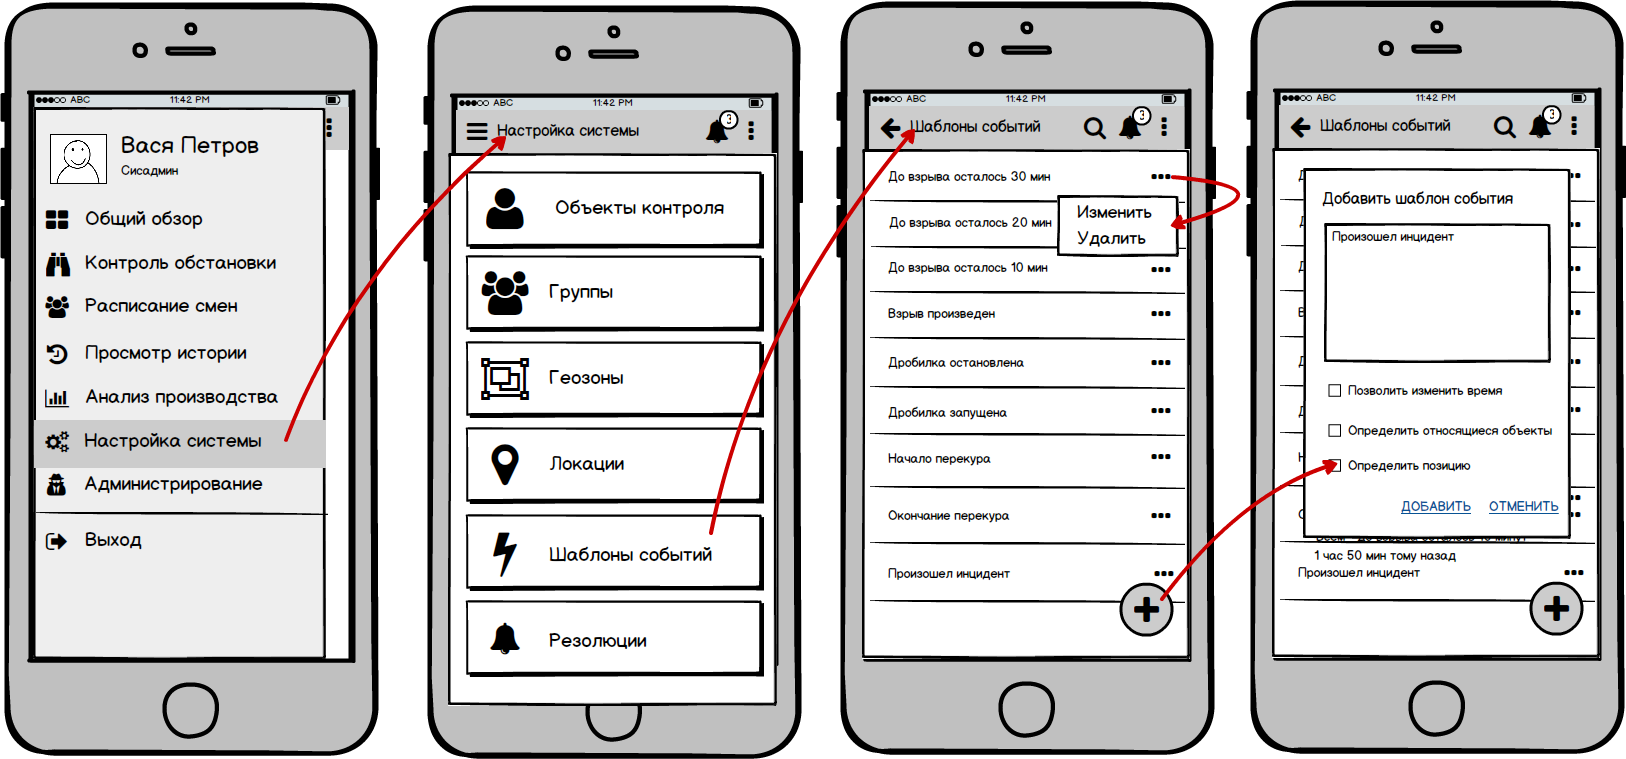 ABC 11:42 PM
Вася Петров
Сисадмин
Общий обзор
Контроль обстановки
Расписание смен
Просмотр истории
Анализ производства
Настройка системы
Администрирование
Выход
ABC 11:42 PM
Настройка системы 3
Объекты контроля
Группы
Геозоны
Локации
Шаблоны событий
Резолюции
ABC 11:42 PM
Шаблоны событий 3
До взрыва осталось 30 мин
Изменить
До взрыва осталось 20 мин
Удалить
До взрыва осталось 10 мин
Взрыв произведен
Дробилка остановлена
Дробилка запущена
Начало перекура
Окончание перекура
Произошел инцидент
ABC 11:42 PM
Шаблоны событий 3
Добавить шаблон события
Произошел инцидент
Позволить изменить время
Определить относящиеся объекты
Определить позицию
ДОБАВИТЬ ОТМЕНИТЬ
1 час 50 мин тому назад
Произошел инцидент